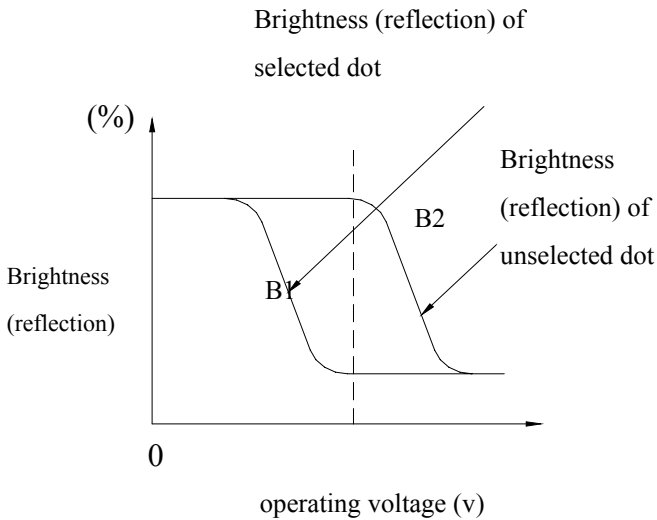 Brightness (reflection) of
selected dot
(%)
Brightness
(reflection) of
unselected dot
B2
Brightness
(reflection)
B1
0
operating voltage (v)